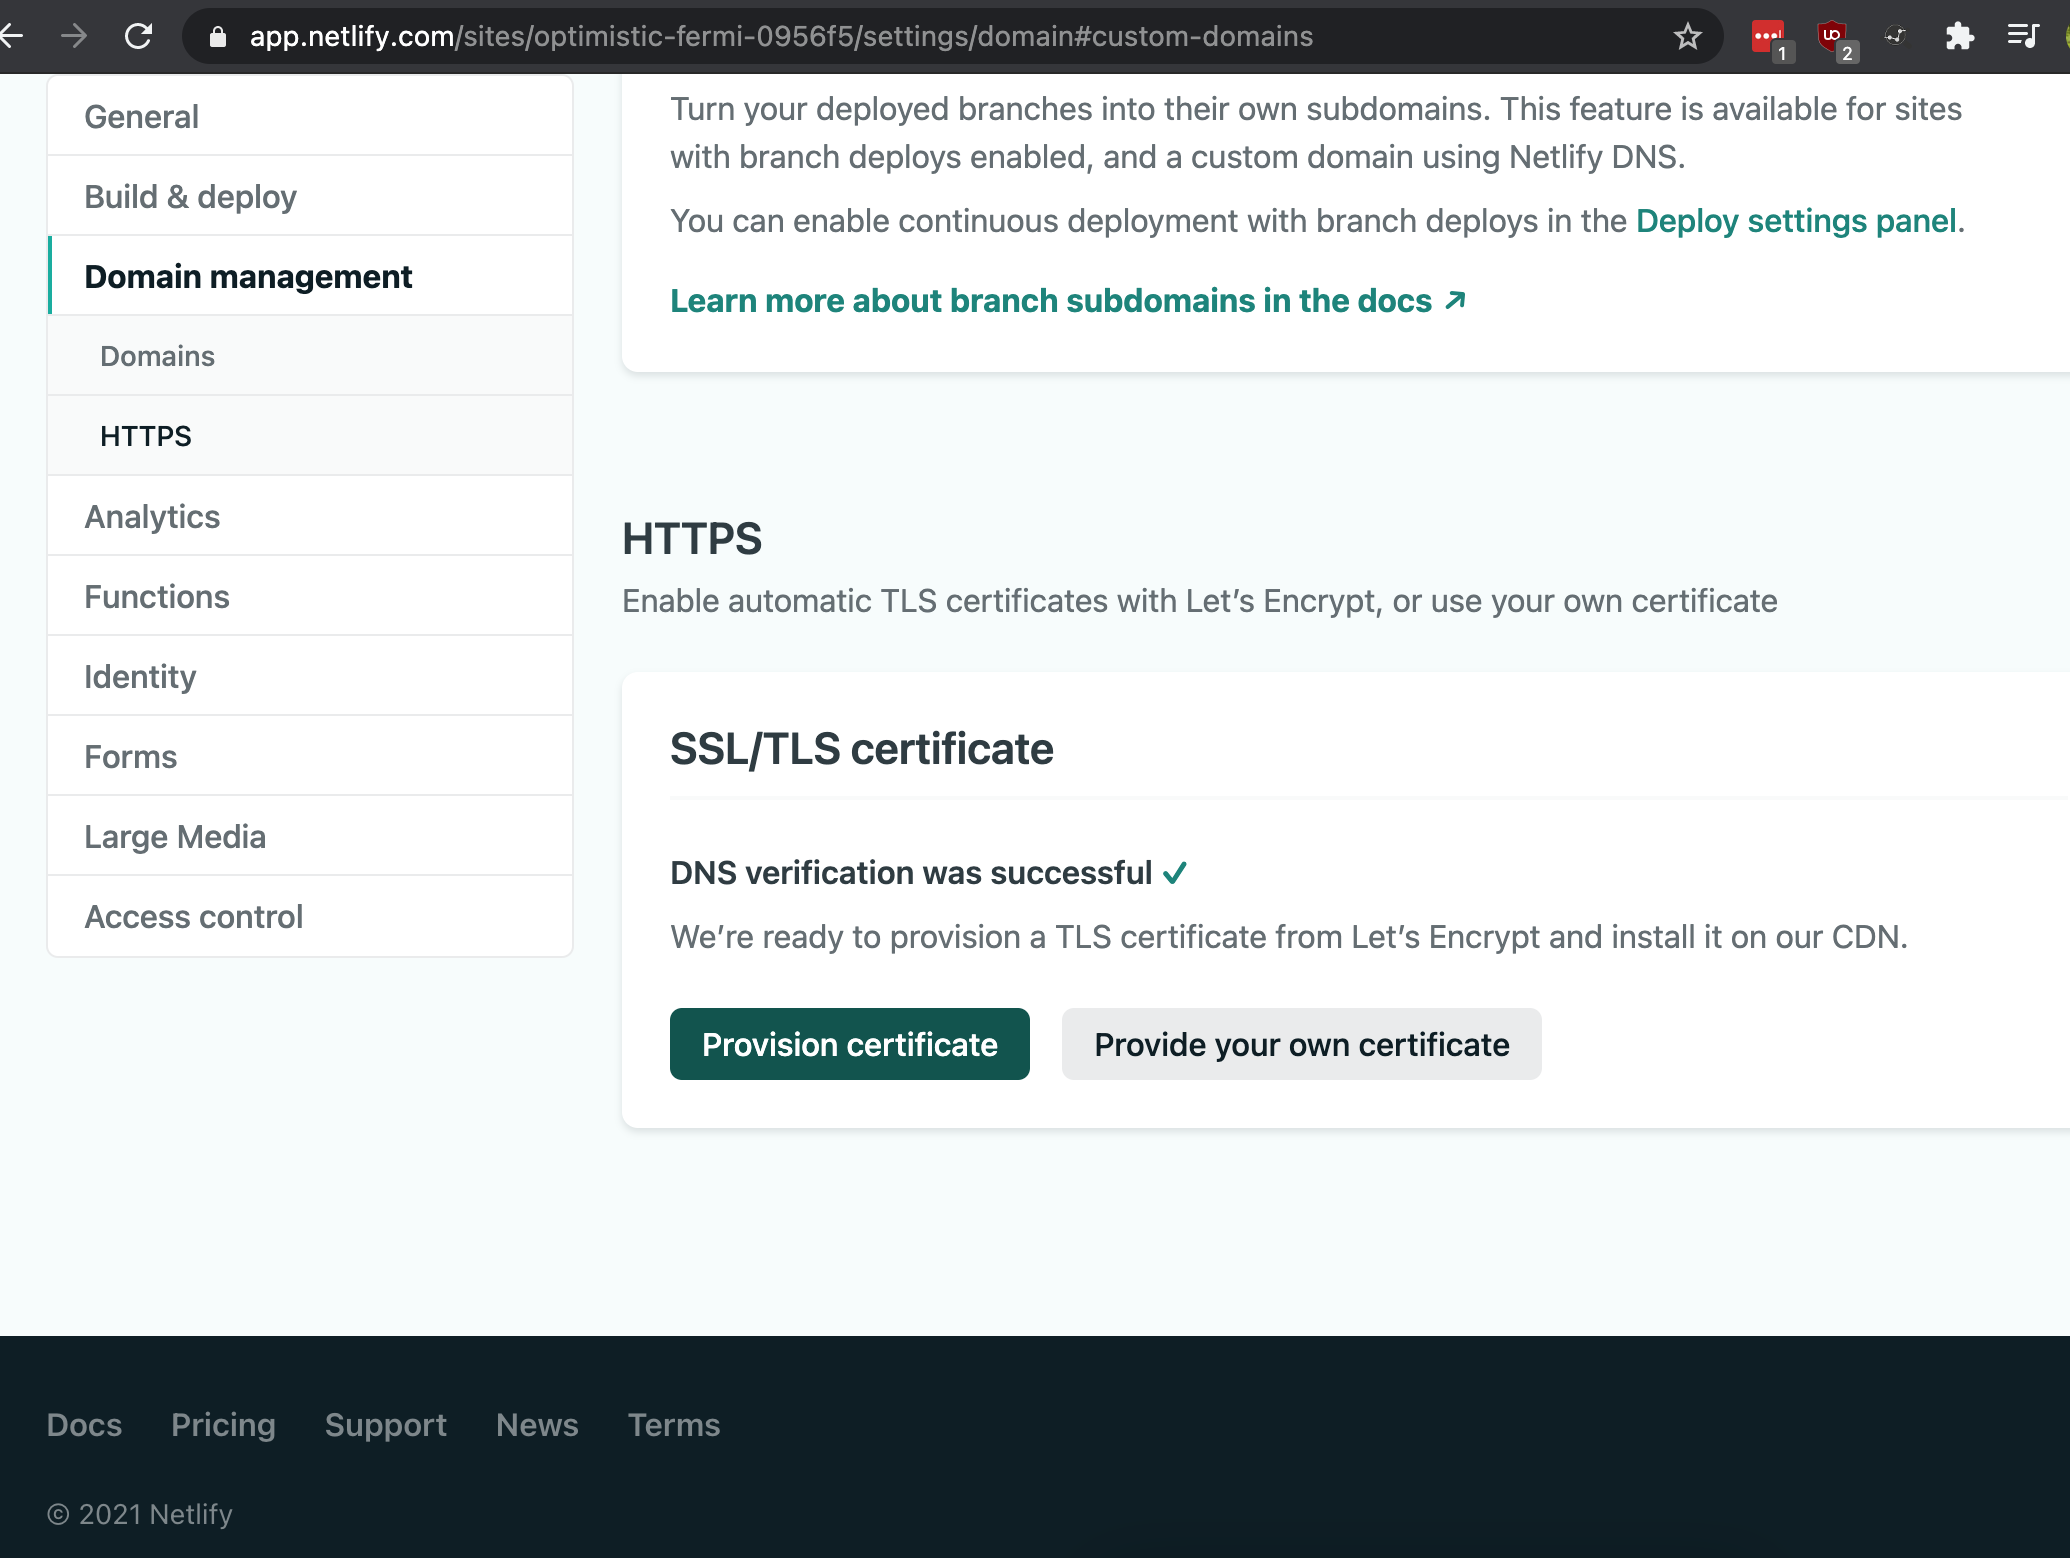 app.netlify.com/sites/optimistic-fermi-0956f5/settings/domain#custom-domains
1
2
General
Build & deploy
Domain management
Domains
HTTPS
Analytics
Functions
Identity
Forms
Large Media
Access control
Turn your deployed branches into their own subdomains. This feature is available for sites
with branch deploys enabled, and a custom domain using Netlify DNS.
You can enable continuous deployment with branch deploys in the Deploy settings panel.
Learn more about branch subdomains in the docs
HTTPS
Enable automatic TLS certificates with Let’s Encrypt, or use your own certificate
SSL/TLS certificate
DNS verification was successful
We’re ready to provision a TLS certificate from Let’s Encrypt and install it on our CDN.
Provision certificate
Provide your own certificate
Docs Pricing Support News Terms
© 2021 Netlify